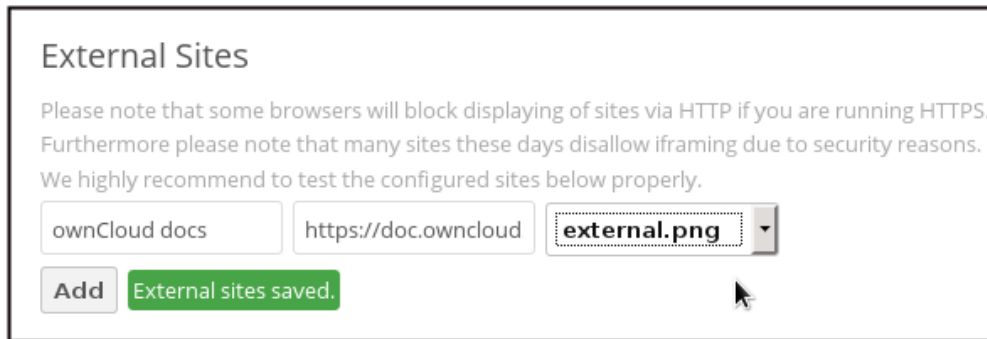 External Sites
Please note that some browsers will block displaying of sites via HTTP if you are running HTTPS.
Furthermore please note that many sites these days disallow iframing due to security reasons.
We highly recommend to test the configured sites below properly.
ownCloud docs https://doc.owncloud external.png
Add External sites saved.